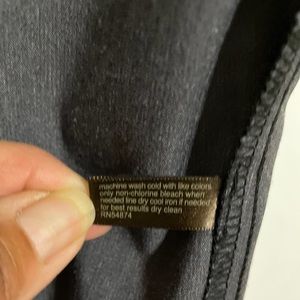 machine wash cold with like colors
only non-chlorine bleach when
needed line dry cool iron if needed
for best results dry clean
RN54874